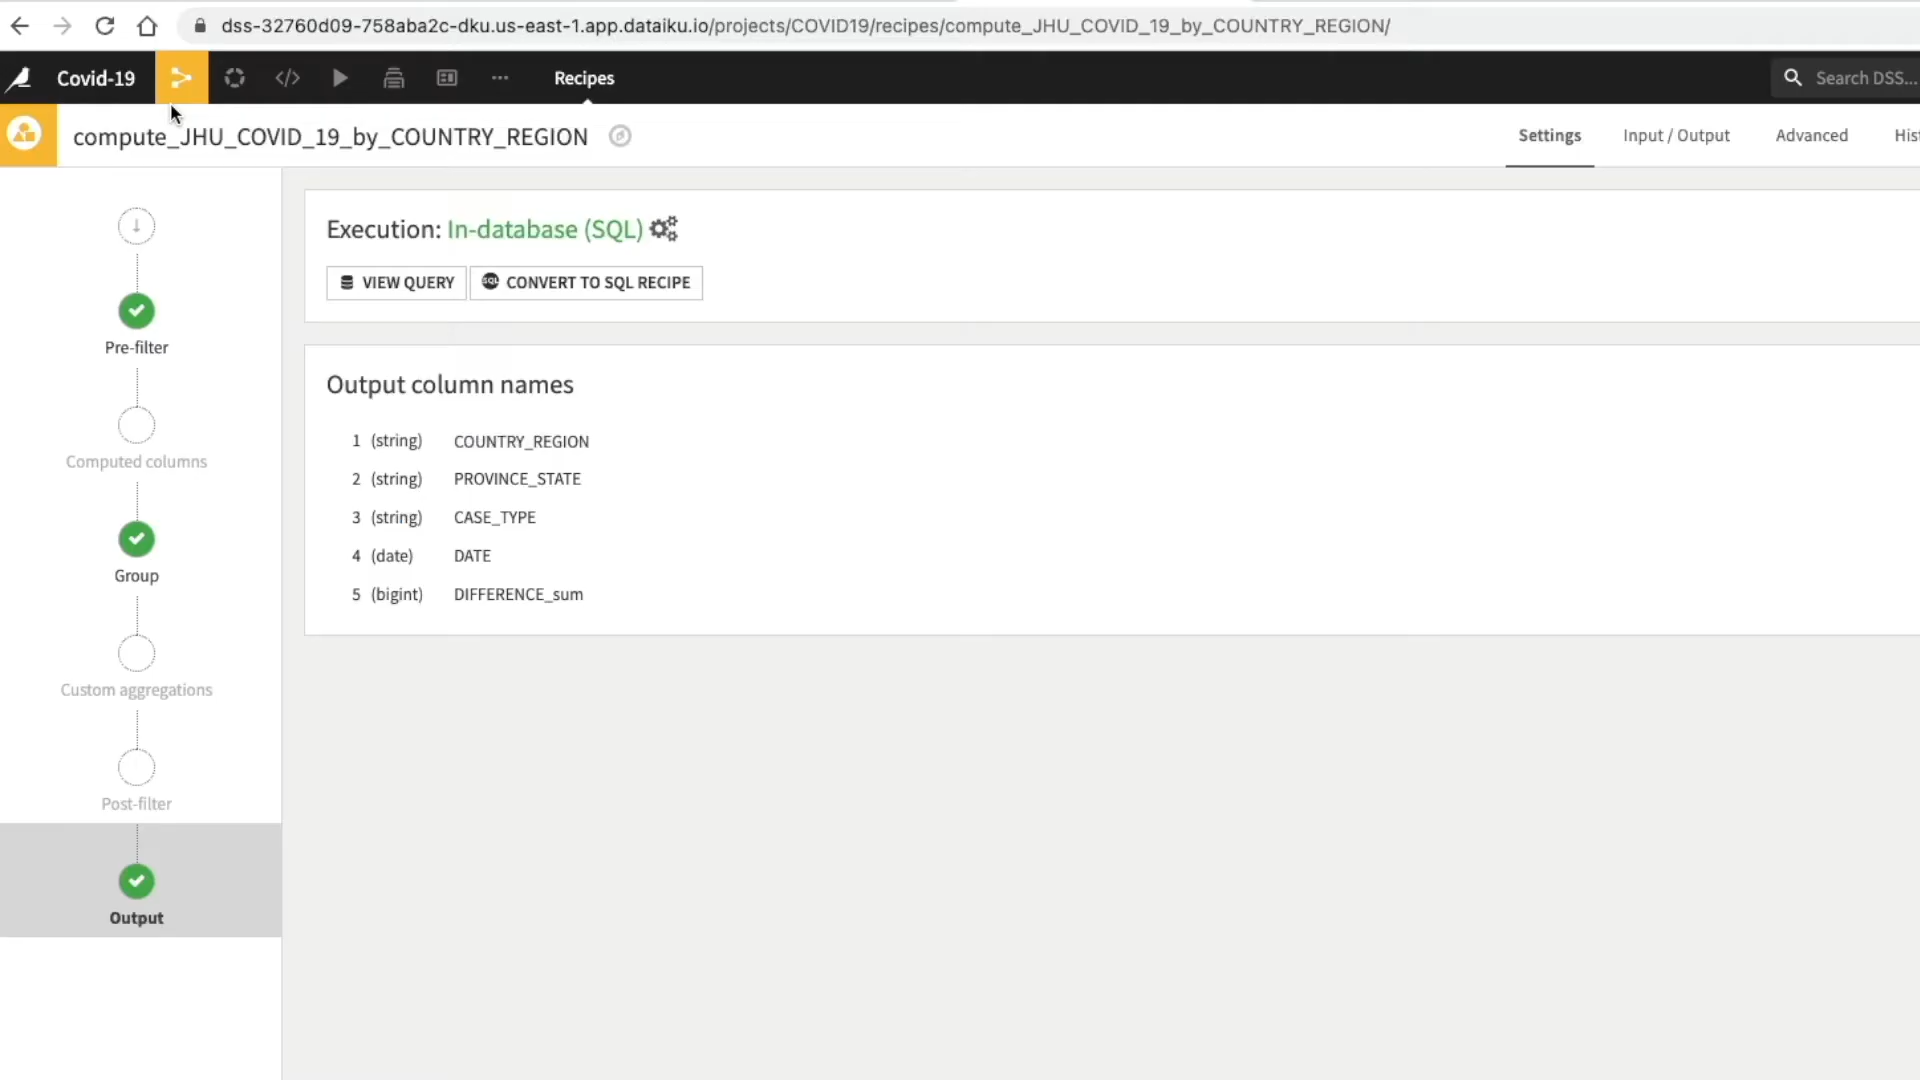 dss-32760d09-758aba2c-dku.us-east-1.app.dataiku.io/projects/COVID19/recipes/compute_JHU_COVID_19_by_COUNTRY_REGION/
Covid-19
Recipes
Search DSS...
compute_JHU_COVID_19_by_COUNTRY_REGION
Settings
Input / Output
Advanced
Hist
Pre-filter
Computed columns
Group
Custom aggregations
Post-filter
Output
Execution: In-database (SQL)
VIEW QUERY
SQL CONVERT TO SQL RECIPE
Output column names
1 (string) COUNTRY_REGION
2 (string) PROVINCE_STATE
3 (string) CASE_TYPE
4 (date) DATE
5 (bigint) DIFFERENCE_sum